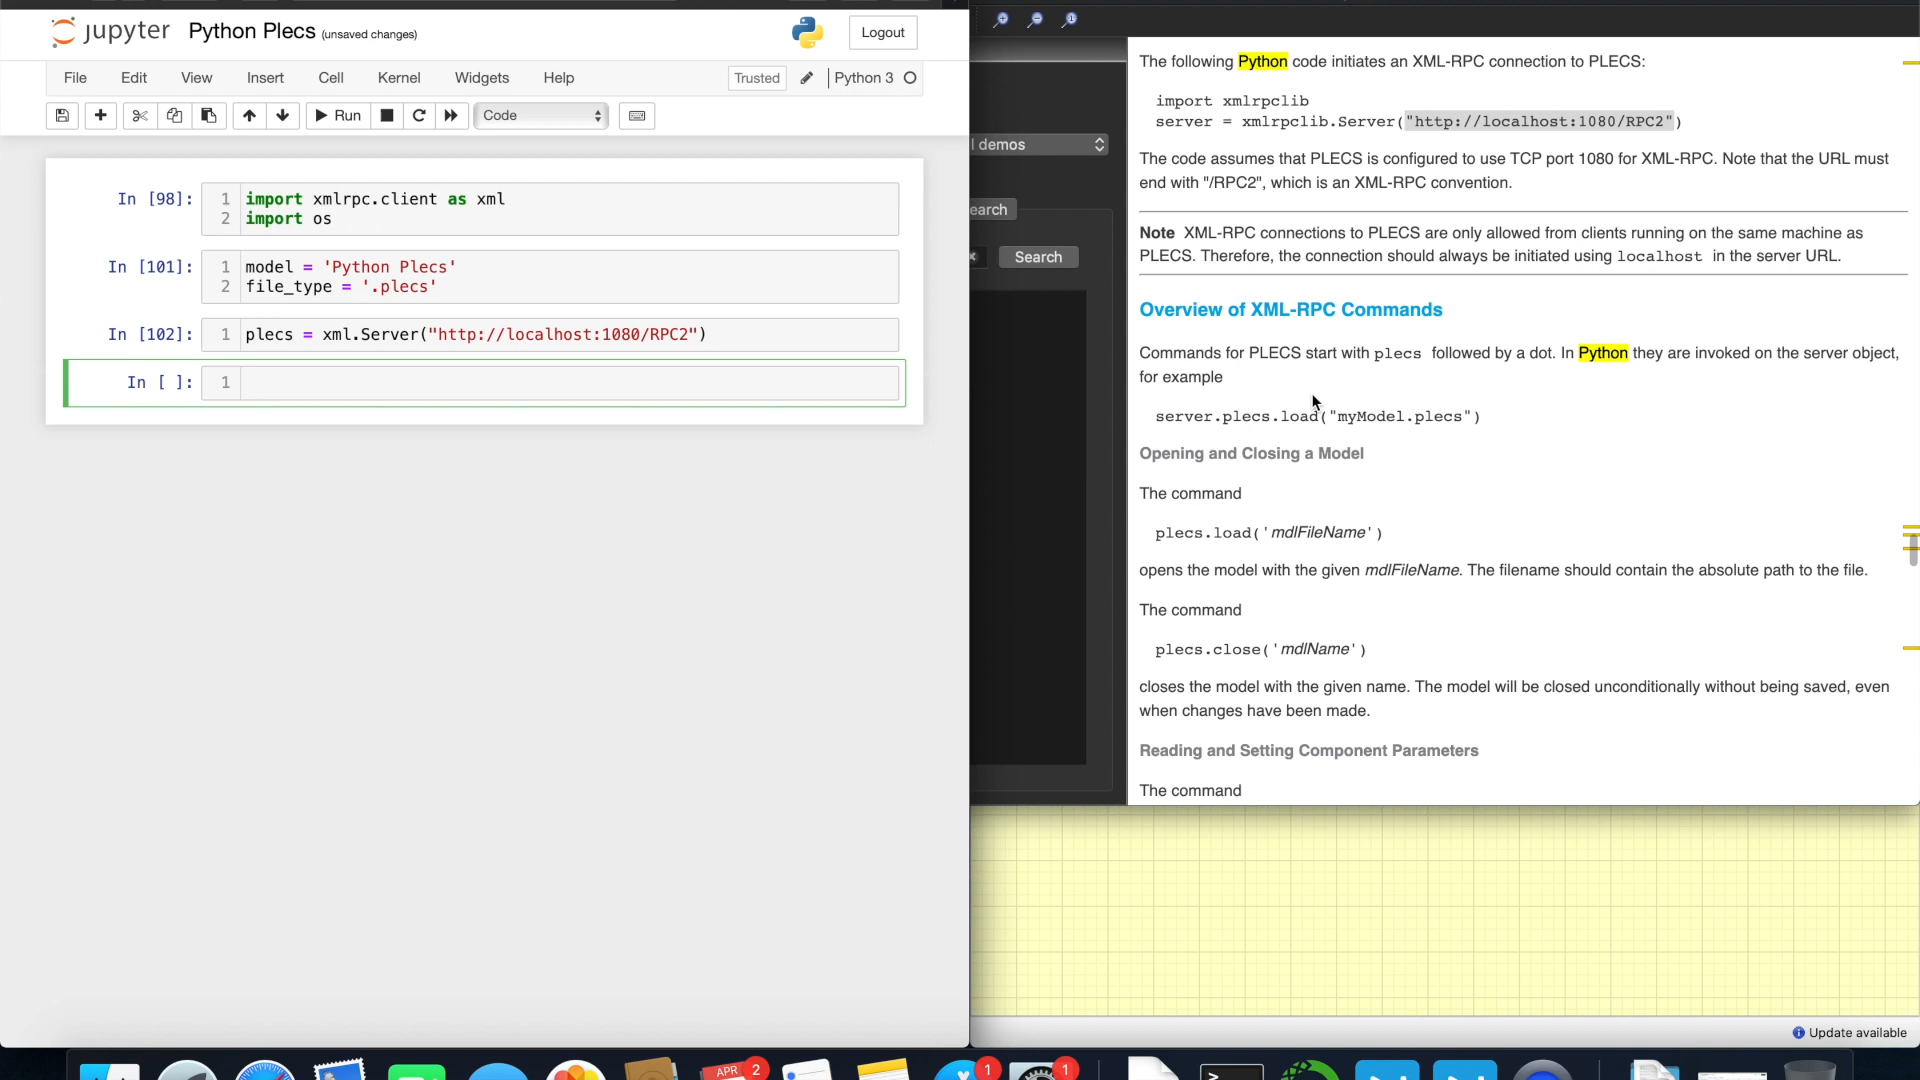 jupyter Python Plecs (unsaved changes)
Logout
File Edit View Insert Cell Kernel Widgets Help
Trusted
Python 3
Run
Code
In [98]:
1 import xmlrpc.client as xml
2 import os
In [101]:
1 model = 'Python Plecs'
2 file_type = '.plecs'
In [102]:
1 plecs = xml.Server("http://localhost:1080/RPC2")
In [ ]:
1
l demos
earch
Search
The following Python code initiates an XML-RPC connection to PLECS:
import xmlrpclib
server = xmlrpclib.Server("http://localhost:1080/RPC2")
The code assumes that PLECS is configured to use TCP port 1080 for XML-RPC. Note that the URL must
end with "/RPC2", which is an XML-RPC convention.
Note XML-RPC connections to PLECS are only allowed from clients running on the same machine as
PLECS. Therefore, the connection should always be initiated using localhost in the server URL.
Overview of XML-RPC Commands
Commands for PLECS start with plecs followed by a dot. In Python they are invoked on the server object,
for example
server.plecs.load("myModel.plecs")
Opening and Closing a Model
The command
plecs.load('mdlFileName')
opens the model with the given mdlFileName. The filename should contain the absolute path to the file.
The command
plecs.close('mdlName')
closes the model with the given name. The model will be closed unconditionally without being saved, even
when changes have been made.
Reading and Setting Component Parameters
The command
Update available
APR
2
1
1